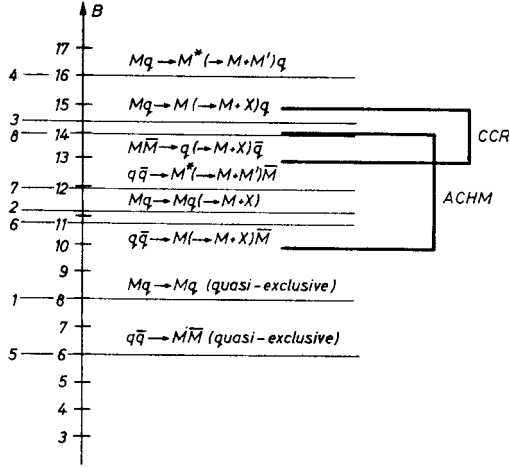 B
17
Mq → M*(→ M+M')q
4 16
15 Mq → M(→ M+X)q
3
CCR
8 14
MM̅ → q(→ M+X)q̅
13
qq̅ → M*(→ M+M')M̅
7 12
Mq → Mq(→ M+X)
ACHM
2
6 11
qq̅ → M(→ M+X)M̅
10
9
Mq → Mq (quasi-exclusive)
1 8
7
qq̅ → MM̅ (quasi-exclusive)
5 6
5
4
3